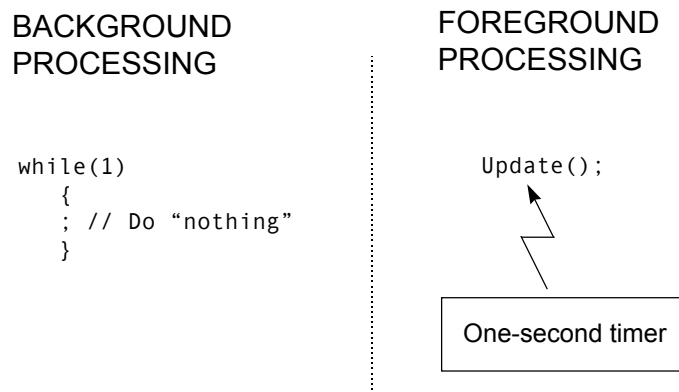 BACKGROUND
PROCESSING
while(1)
{
; // Do “nothing”
}
FOREGROUND
PROCESSING
Update();
One-second timer